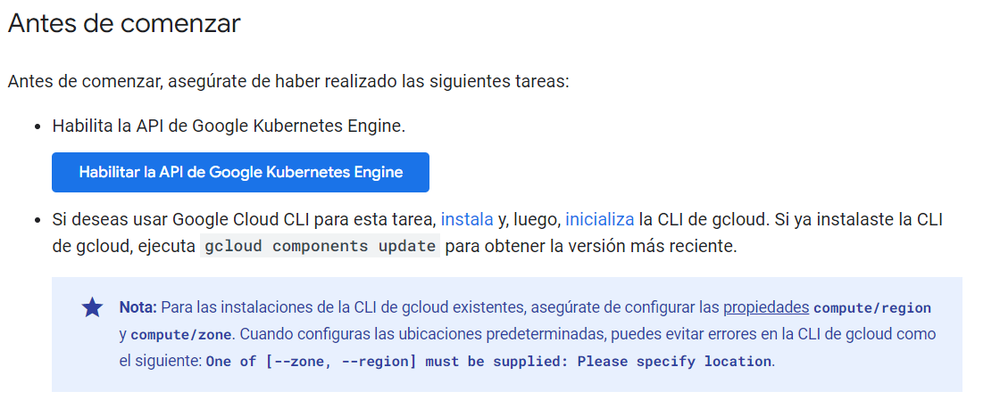 Antes de comenzar
Antes de comenzar, asegúrate de haber realizado las siguientes tareas:
• Habilita la API de Google Kubernetes Engine.
Habilitar la API de Google Kubernetes Engine
• Si deseas usar Google Cloud CLI para esta tarea, instala y, luego, inicializa la CLI de gcloud. Si ya instalaste la CLI
de gcloud, ejecuta gcloud components update para obtener la versión más reciente.
Nota: Para las instalaciones de la CLI de gcloud existentes, asegúrate de configurar las propiedades compute/region
y compute/zone. Cuando configuras las ubicaciones predeterminadas, puedes evitar errores en la CLI de gcloud como
el siguiente: One of [--zone, --region] must be supplied: Please specify location.